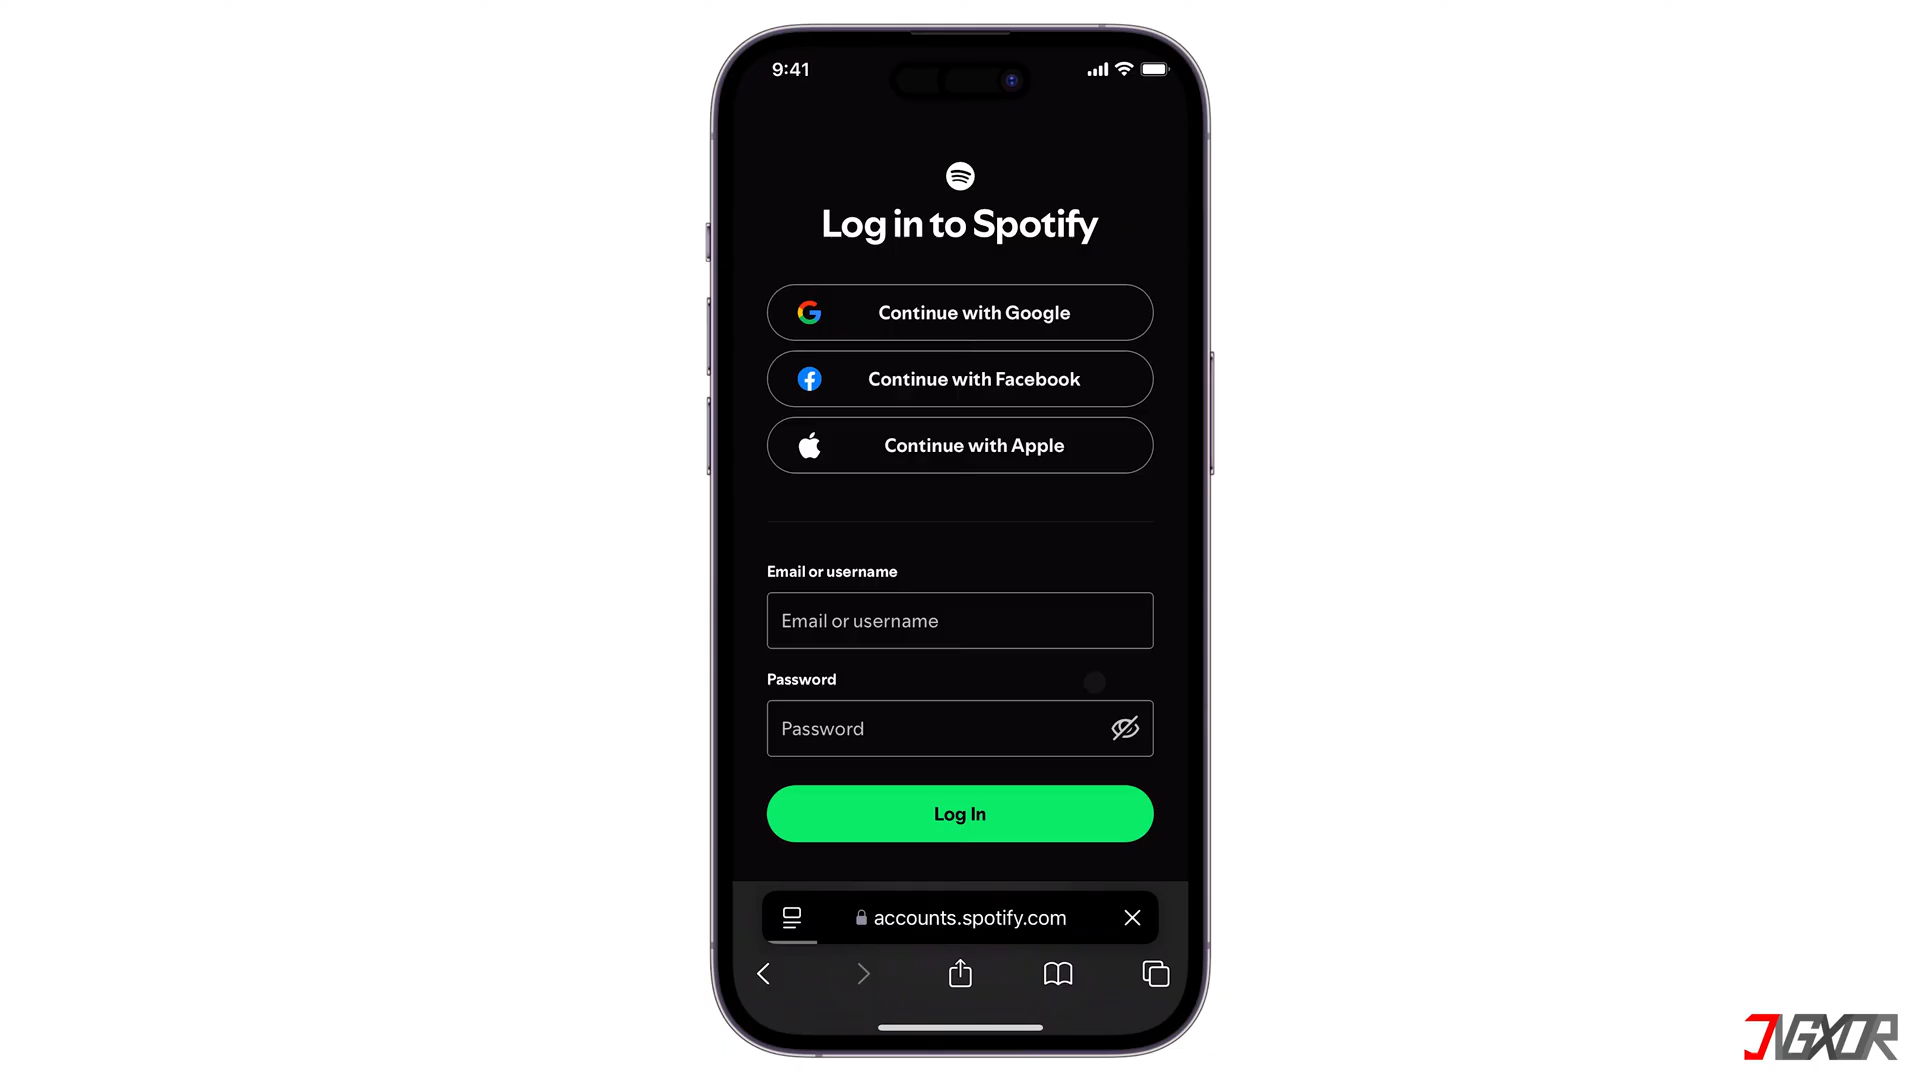 9:41
Log in to Spotify
Continue with Google
Continue with Facebook
Continue with Apple
Email or username
Email or username
Password
Password
Log In
accounts.spotify.com
JVGXOR